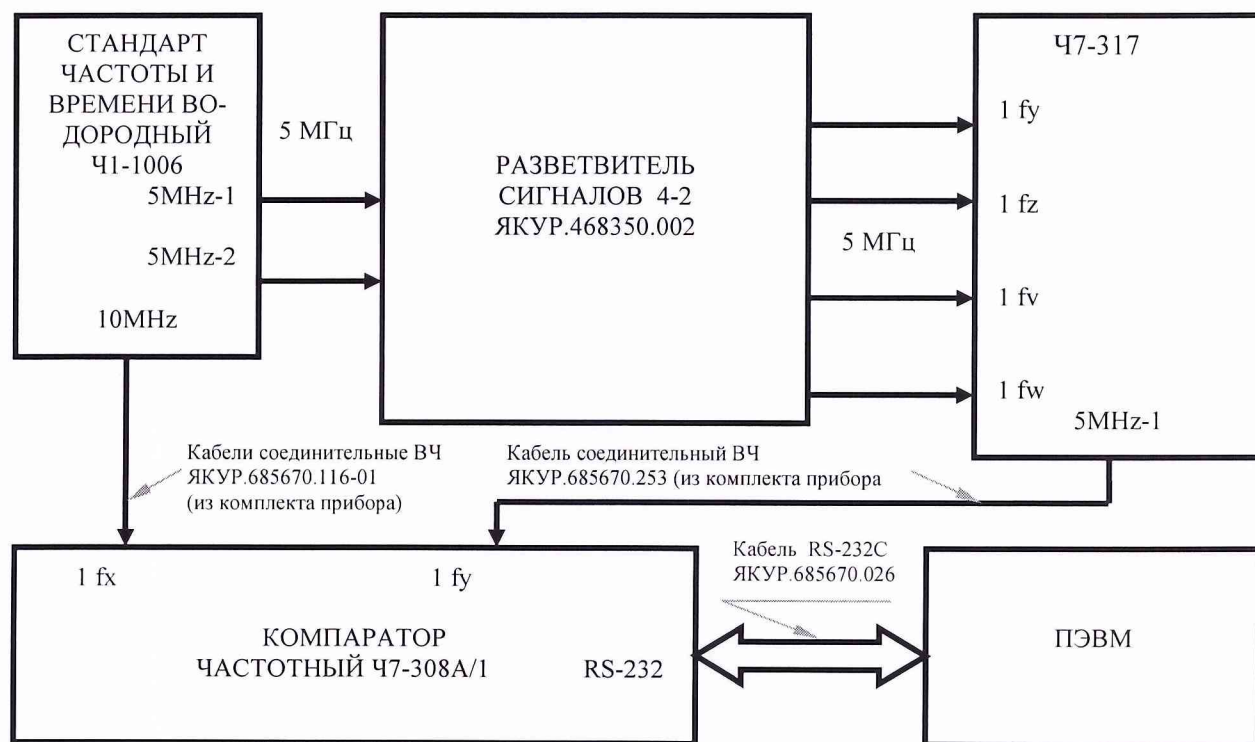 СТАНДАРТ
ЧАСТОТЫ И
ВРЕМЕНИ ВО-
ДОРОДНЫЙ
Ч1-1006
5MHz-1
5MHz-2
10MHz
5 МГц
РАЗВЕТВИТЕЛЬ
СИГНАЛОВ 4-2
ЯКУР.468350.002
5 МГц
Ч7-317
1 fy
1 fz
1 fv
1 fw
5MHz-1
Кабели соединительные ВЧ
ЯКУР.685670.116-01
(из комплекта прибора)
Кабель соединительный ВЧ
ЯКУР.685670.253 (из комплекта прибора
1 fx
1 fy
КОМПАРАТОР
ЧАСТОТНЫЙ Ч7-308А/1
RS-232
Кабель RS-232C
ЯКУР.685670.026
ПЭВМ